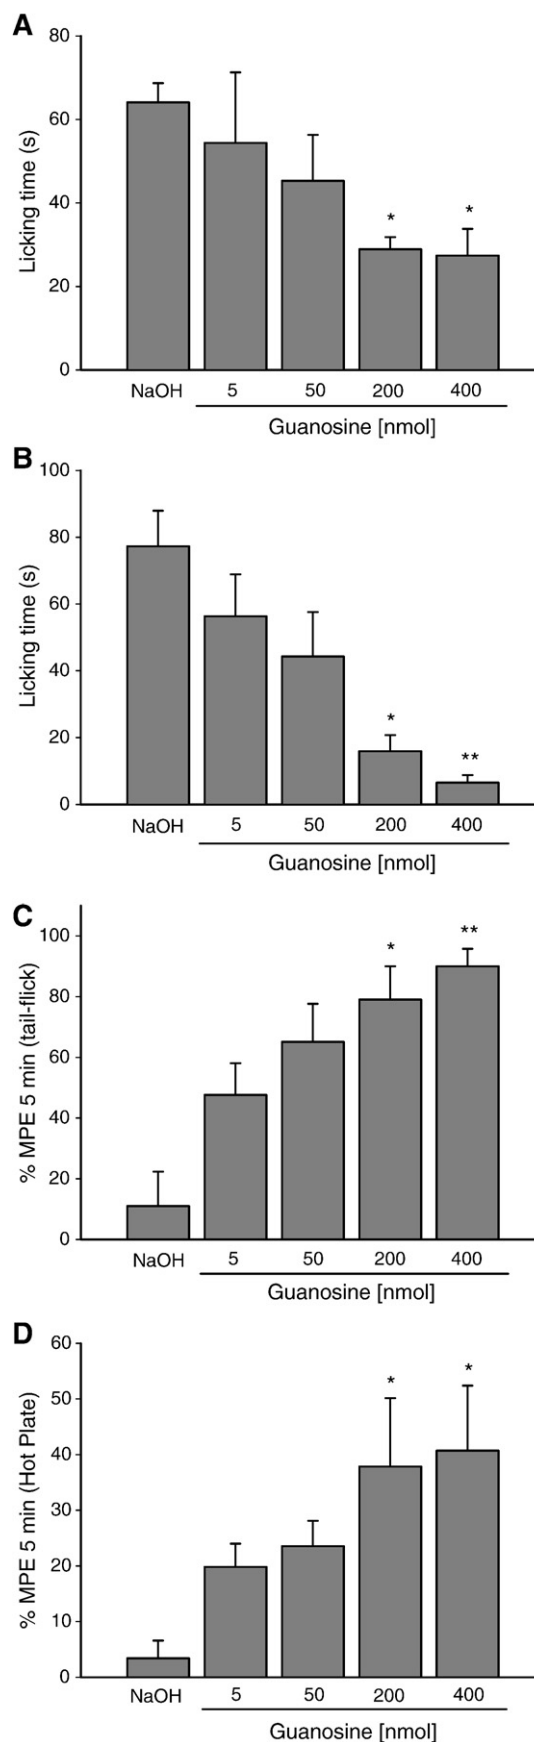 A
80
60
40
20
0
Licking time (s)
*
*
NaOH 5 50 200 400
Guanosine [nmol]
B
100
80
60
40
20
0
Licking time (s)
*
**
NaOH 5 50 200 400
Guanosine [nmol]
C
100
80
60
40
20
0
% MPE 5 min (tail-flick)
*
**
NaOH 5 50 200 400
Guanosine [nmol]
D
60
50
40
30
20
10
0
% MPE 5 min (Hot Plate)
*
*
NaOH 5 50 200 400
Guanosine [nmol]